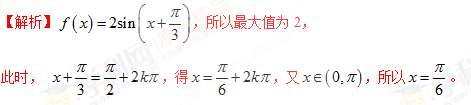 【解析】f(x)=2sin(x+π/3)，所以最大值为 2，
此时， x+π/3=π/2+2kπ，得 x=π/6+2kπ，又 x∈(0,π)，所以 x=π/6。